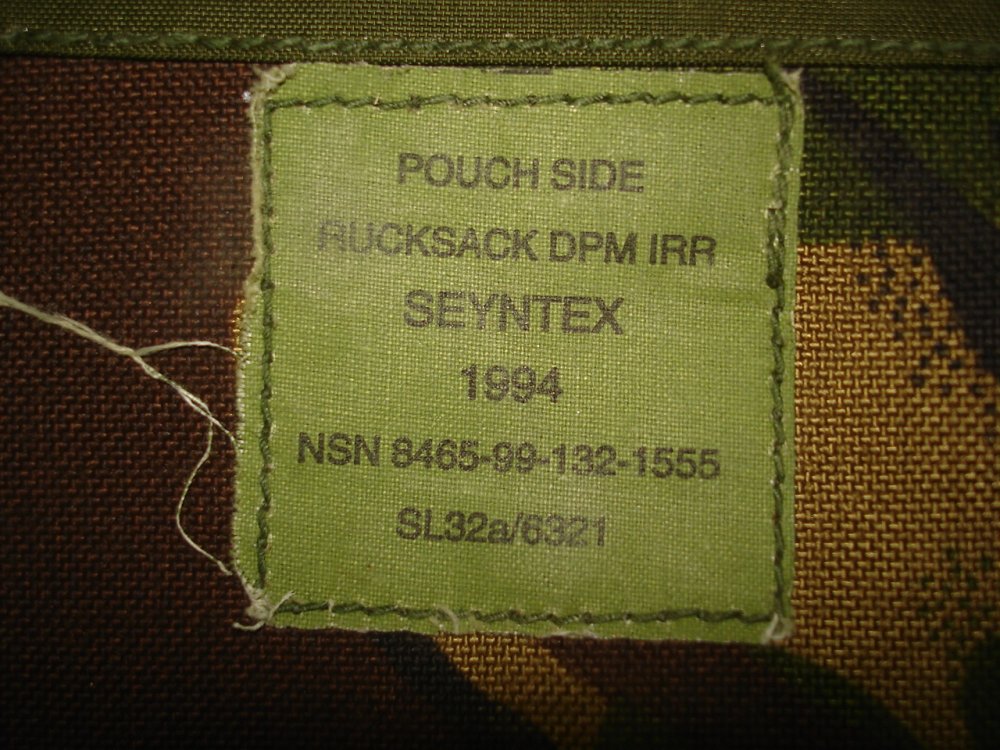 POUCH SIDE
RUCKSACK DPM IRR
SEYNTEX
1994
NSN 8465-99-132-1555
SL32a/6321